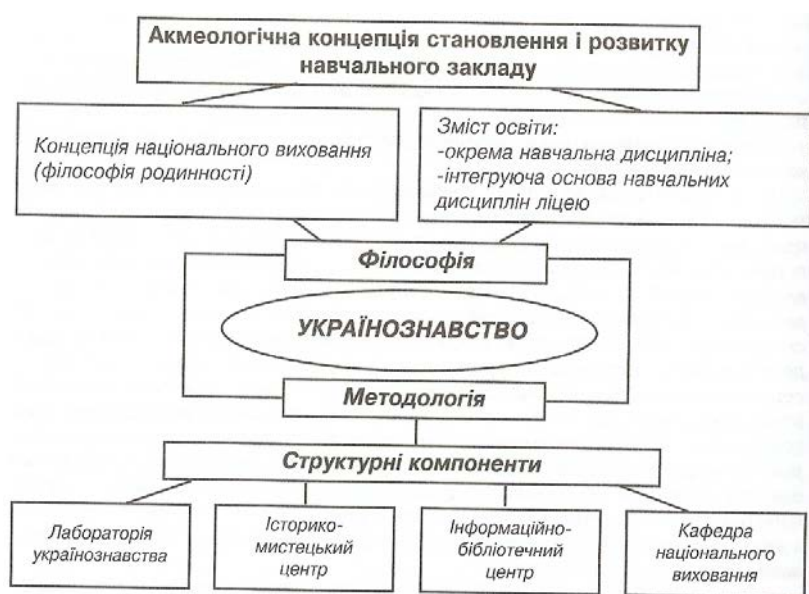 Акмеологічна концепція становлення і розвитку
навчального закладу
Концепція національного виховання
(філософія родинності)
Зміст освіти:
-окрема навчальна дисципліна;
-інтегруюча основа навчальних
дисциплін ліцею
Філософія
УКРАЇНОЗНАВСТВО
Методологія
Структурні компоненти
Лабораторія
українознавства
Історико-
мистецький
центр
Інформаційно-
бібліотечний
центр
Кафедра
національного
виховання